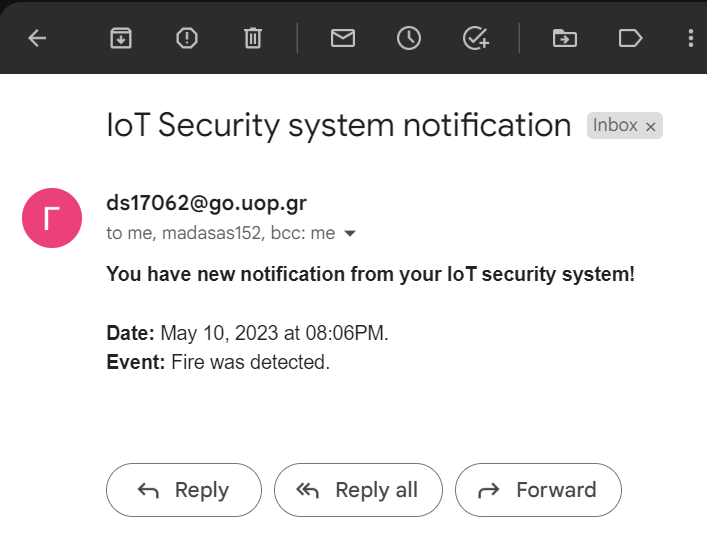 IoT Security system notification Inbox ×
Γ
ds17062@go.uop.gr
to me, madasas152, bcc: me
You have new notification from your IoT security system!
Date: May 10, 2023 at 08:06PM.
Event: Fire was detected.
Reply Reply all Forward